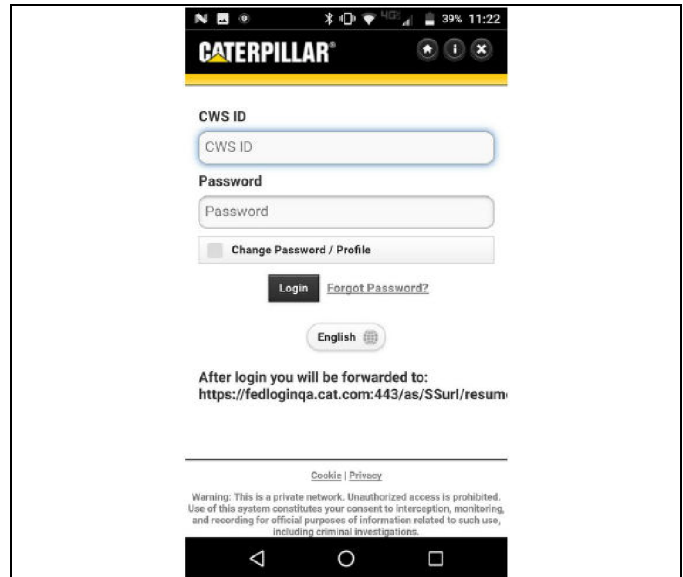 4G 39% 11:22
CATERPILLAR®
CWS ID
CWS ID
Password
Password
Change Password / Profile
Login Forgot Password?
English
After login you will be forwarded to:
https://fedloginqa.cat.com:443/as/SSurl/resum
Cookie | Privacy
Warning: This is a private network. Unauthorized access is prohibited.
Use of this system constitutes your consent to interception, monitoring,
and recording for official purposes of information related to such use,
including criminal investigations.